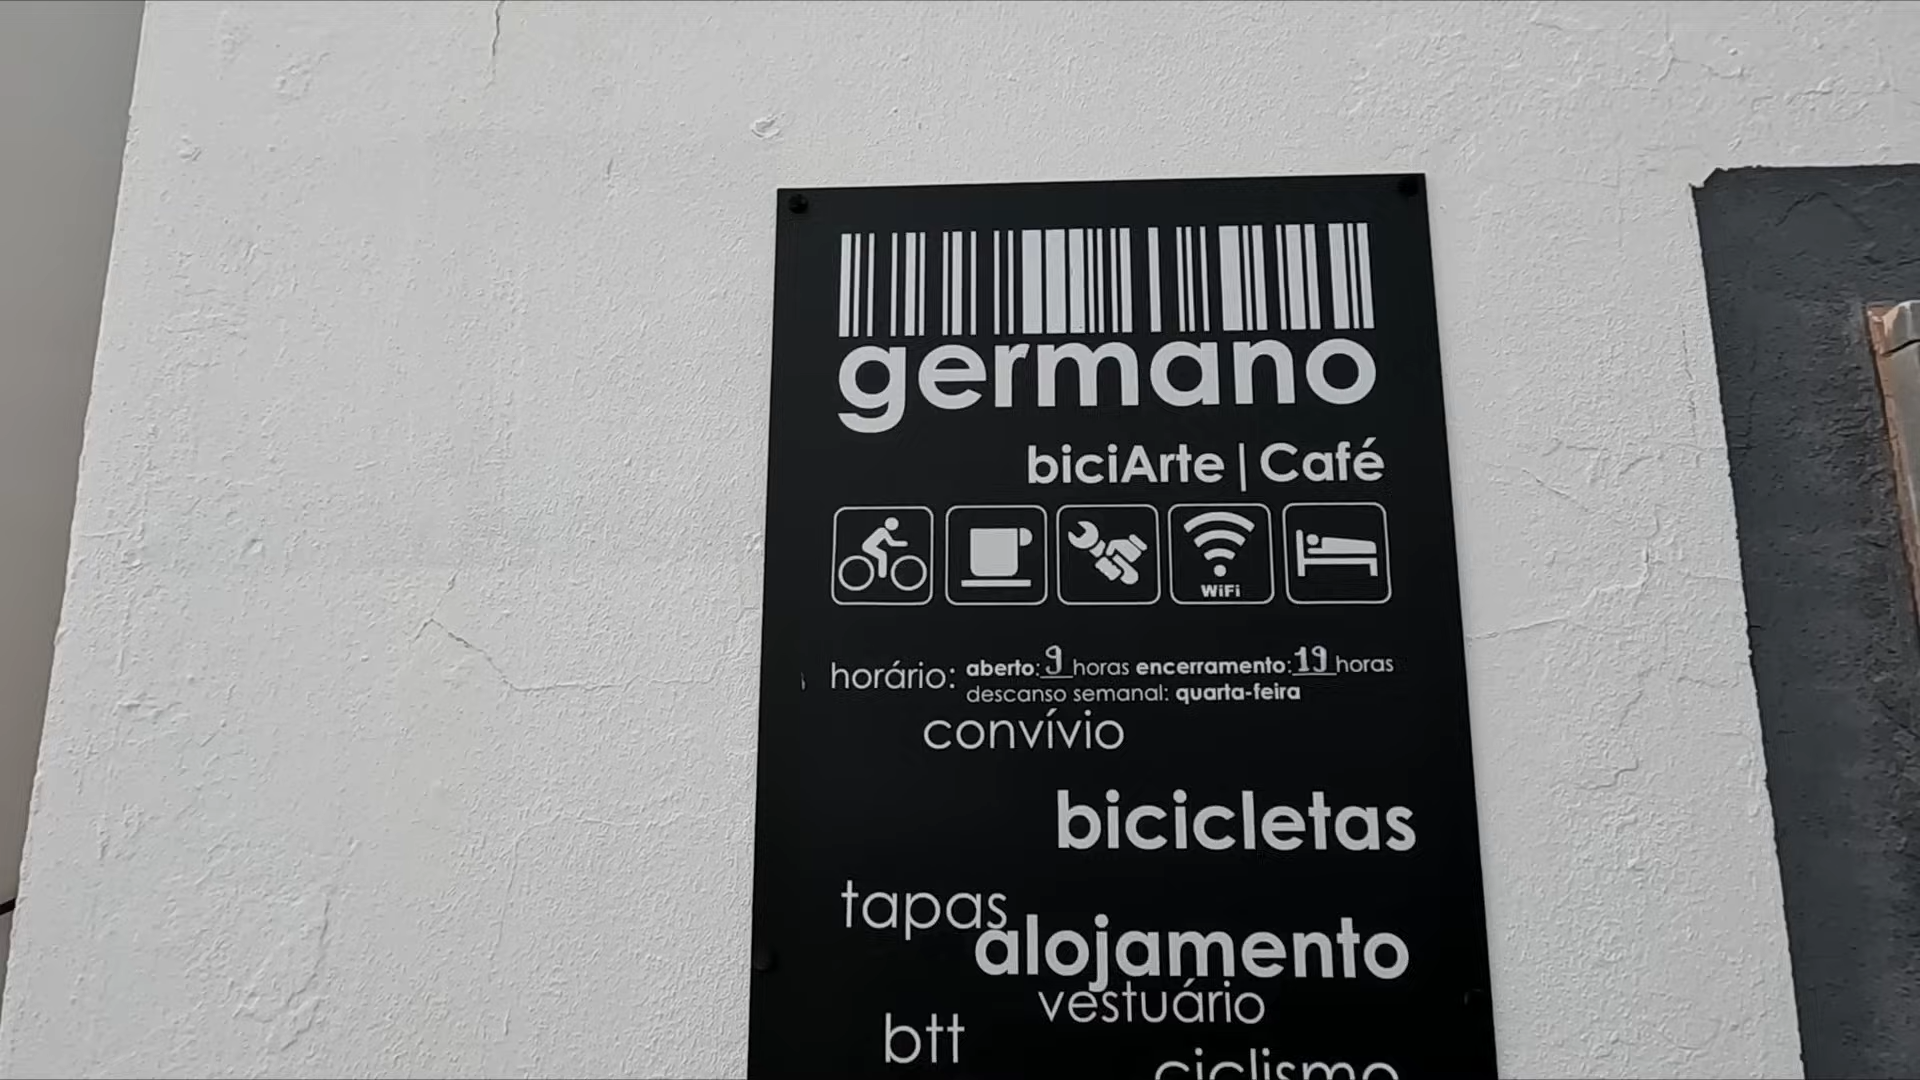 germano
biciArte | Café
WiFi
horário: aberto: 9 horas encerramento: 19 horas
descanso semanal: quarta-feira
convívio
bicicletas
tapas
alojamento
vestuário
btt
ciclismo